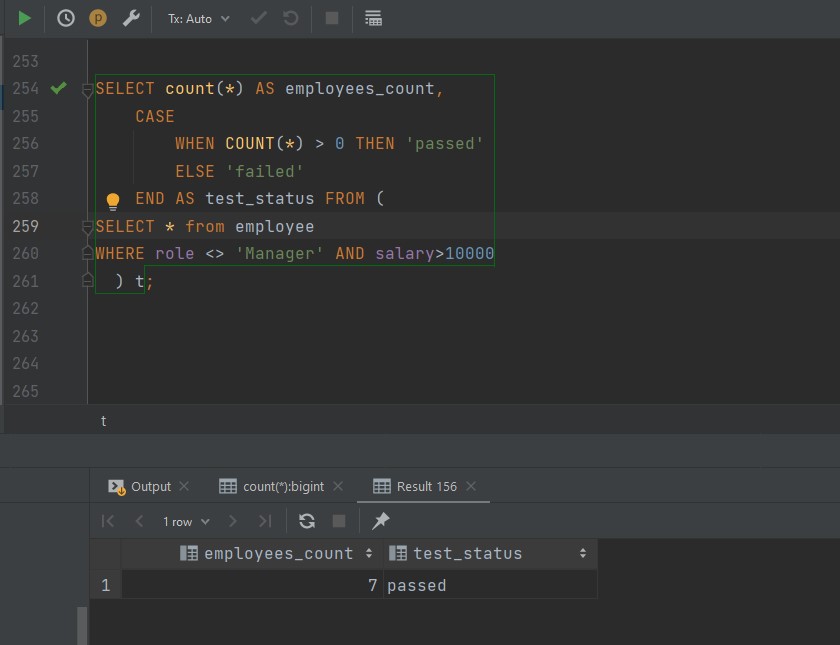 p Tx: Auto
253
254 SELECT count(*) AS employees_count,
255 CASE
256 WHEN COUNT(*) > 0 THEN 'passed'
257 ELSE 'failed'
258 END AS test_status FROM (
259 SELECT * from employee
260 WHERE role <> 'Manager' AND salary>10000
261 ) t;
262
263
264
265
t
Output count(*):bigint Result 156
1 row
employees_count test_status
1 7 passed